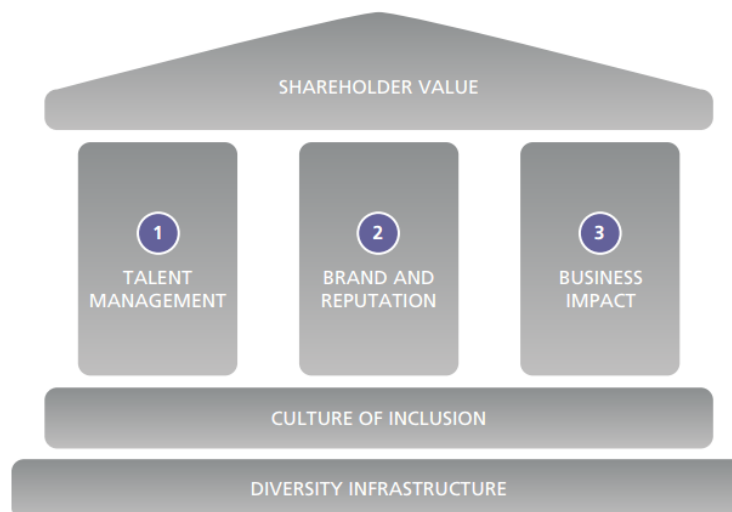 SHAREHOLDER VALUE
1
TALENT
MANAGEMENT
2
BRAND AND
REPUTATION
3
BUSINESS
IMPACT
CULTURE OF INCLUSION
DIVERSITY INFRASTRUCTURE